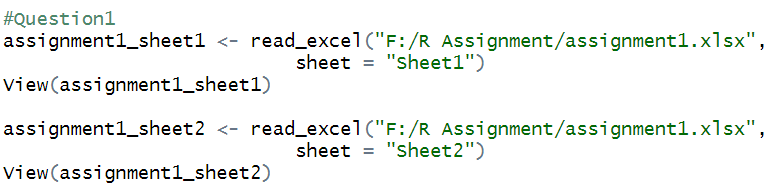 #Question1
assignment1_sheet1 <- read_excel("F:/R Assignment/assignment1.xlsx",
                          sheet = "Sheet1")
View(assignment1_sheet1)

assignment1_sheet2 <- read_excel("F:/R Assignment/assignment1.xlsx",
                          sheet = "Sheet2")
View(assignment1_sheet2)